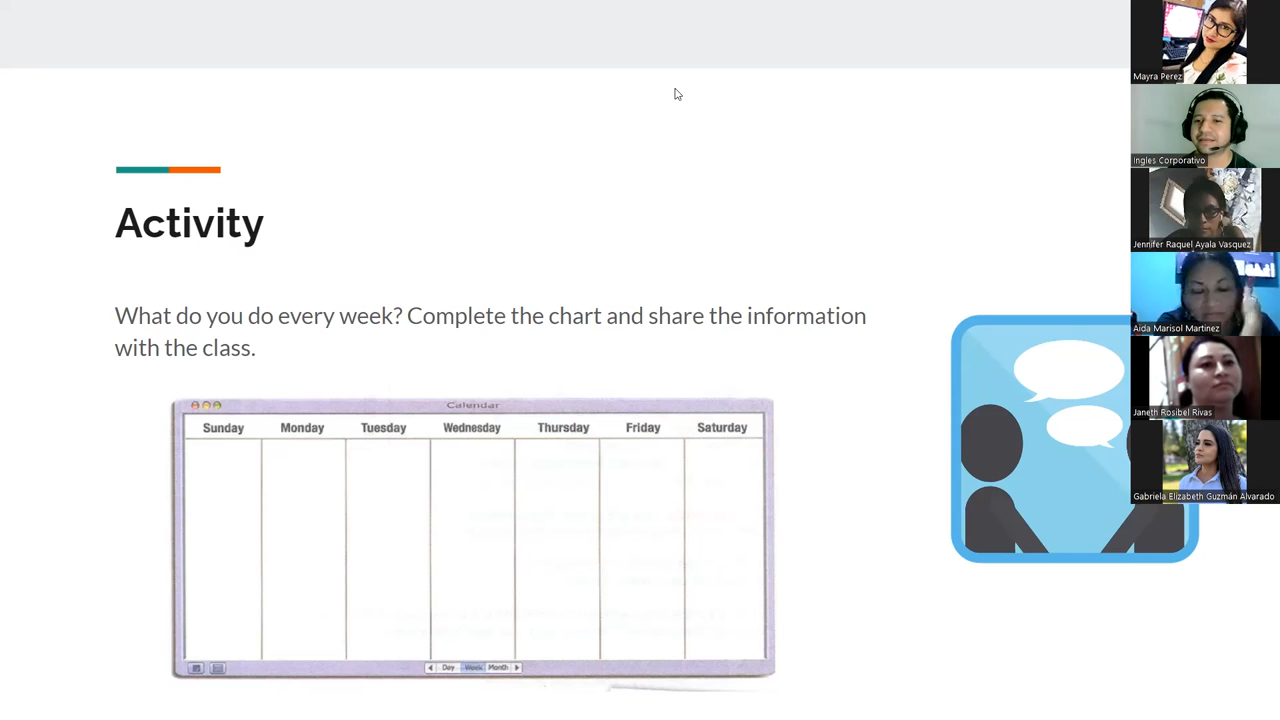 Activity
What do you do every week? Complete the chart and share the information
with the class.
Calendar
Sunday Monday Tuesday Wednesday Thursday Friday Saturday
Day Week Month
Mayra Perez
Ingles Corporativo
Jennifer Raquel Ayala Vasquez
Aida Marisol Martinez
Janeth Rosibel Rivas
Gabriela Elizabeth Guzmán Alvarado